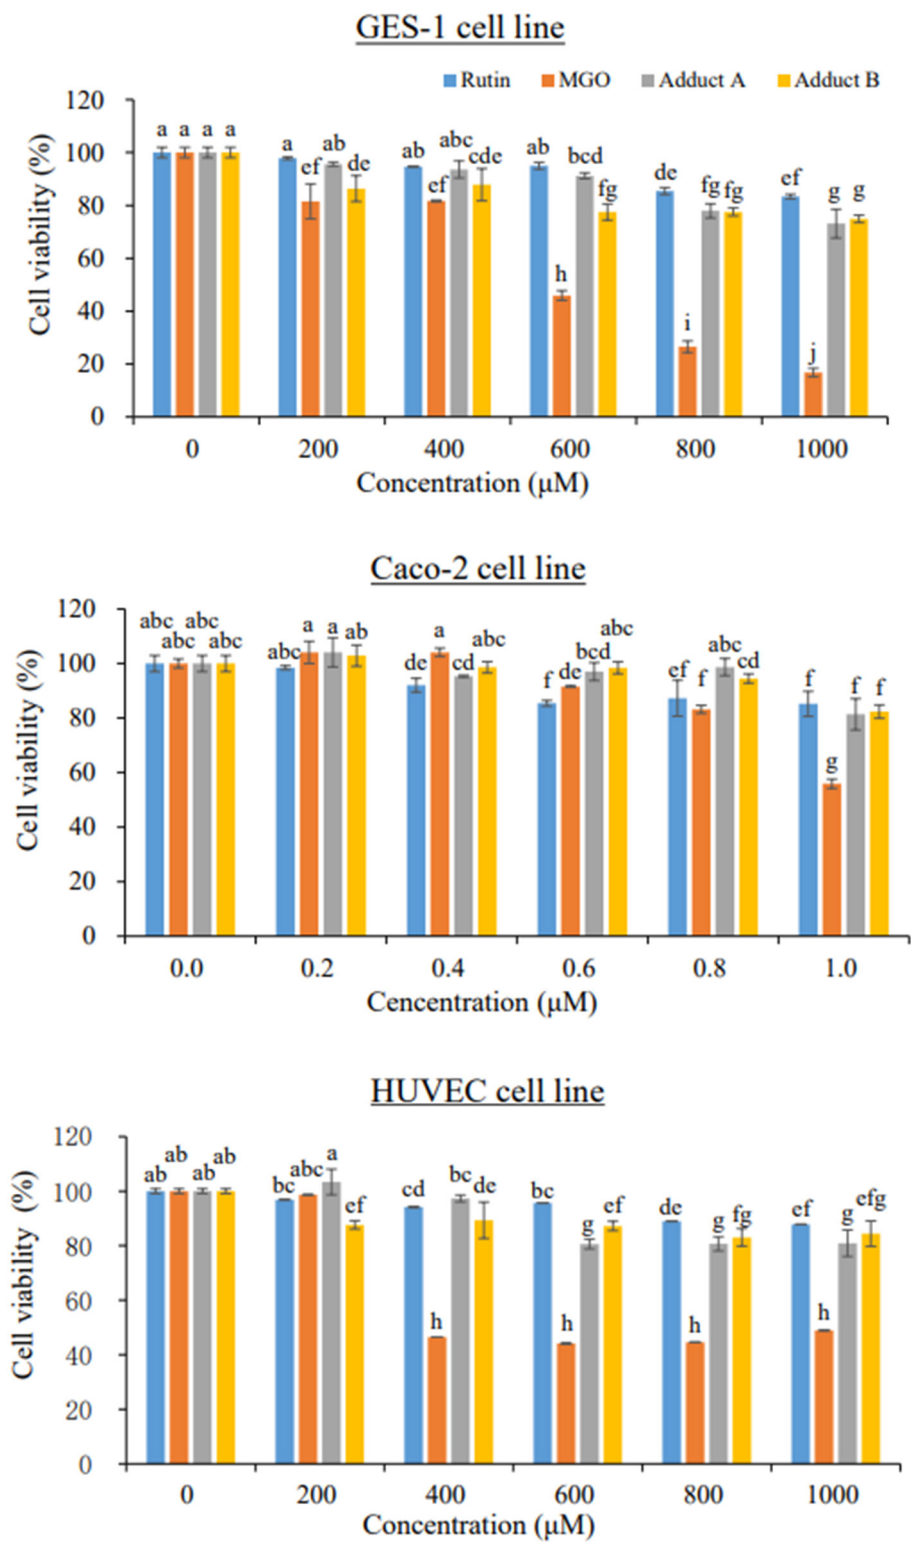 GES-1 cell line
Rutin MGO Adduct A Adduct B
120
100
80
60
40
20
0
Cell viability (%)
a a a a
a ef ab de
ab ef abc cde
ab h bcd fg
de i fg fg
ef j g g
0 200 400 600 800 1000
Concentration (μM)
Caco-2 cell line
120
100
80
60
40
20
0
Cell viability (%)
abc abc abc abc
abc a a ab
de a cd abc
f de bcd abc
ef f abc cd
f g f f
0.0 0.2 0.4 0.6 0.8 1.0
Cencentration (μM)
HUVEC cell line
120
100
80
60
40
20
0
Cell viability (%)
ab ab ab ab
bc abc a ef
cd h bc de
bc h g ef
de h g fg
ef h g efg
0 200 400 600 800 1000
Concentration (μM)